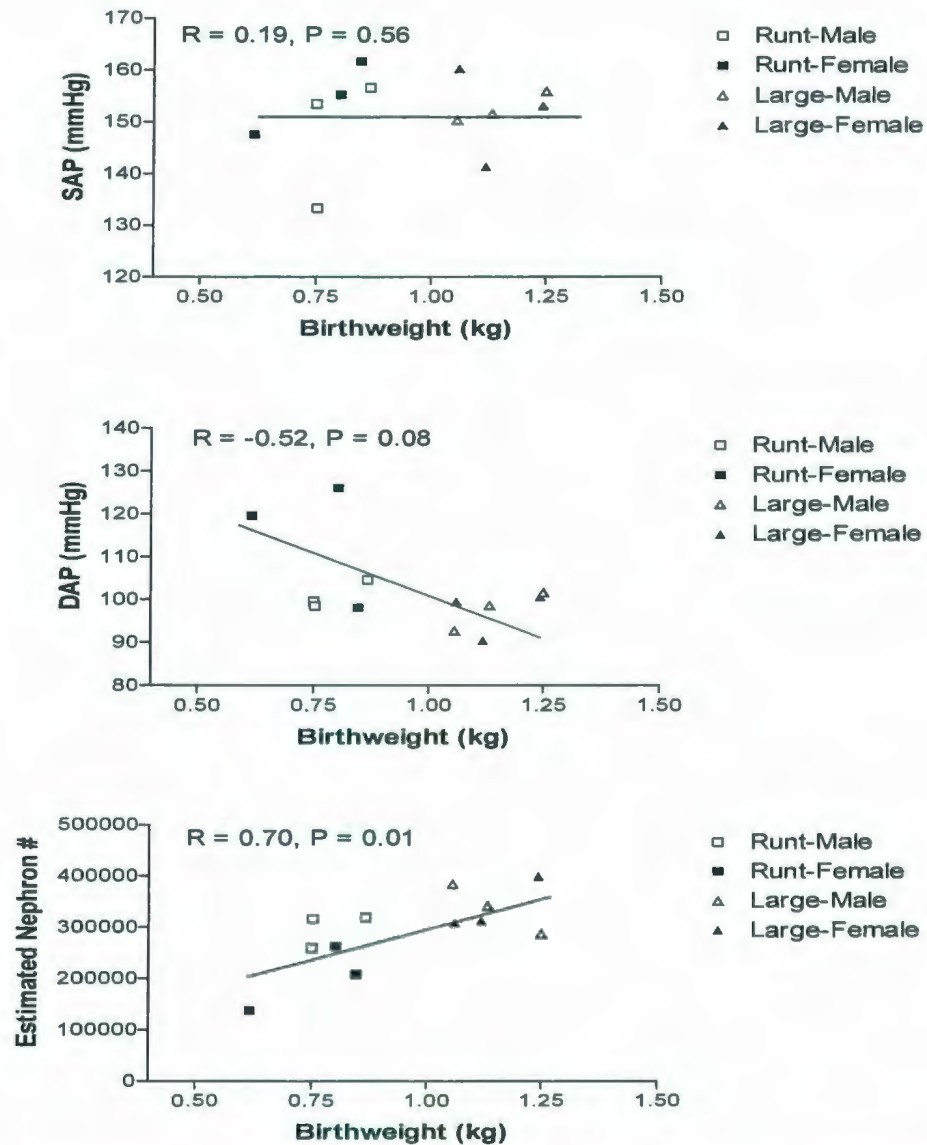 170
R = 0.19, P = 0.56
160
150
140
130
120
SAP (mmHg)
0.50 0.75 1.00 1.25 1.50
Birthweight (kg)
Runt-Male
Runt-Female
Large-Male
Large-Female
140
R = -0.52, P = 0.08
130
120
110
100
90
80
DAP (mmHg)
0.50 0.75 1.00 1.25 1.50
Birthweight (kg)
Runt-Male
Runt-Female
Large-Male
Large-Female
500000
R = 0.70, P = 0.01
400000
300000
200000
100000
0
Estimated Nephron #
0.50 0.75 1.00 1.25 1.50
Birthweight (kg)
Runt-Male
Runt-Female
Large-Male
Large-Female